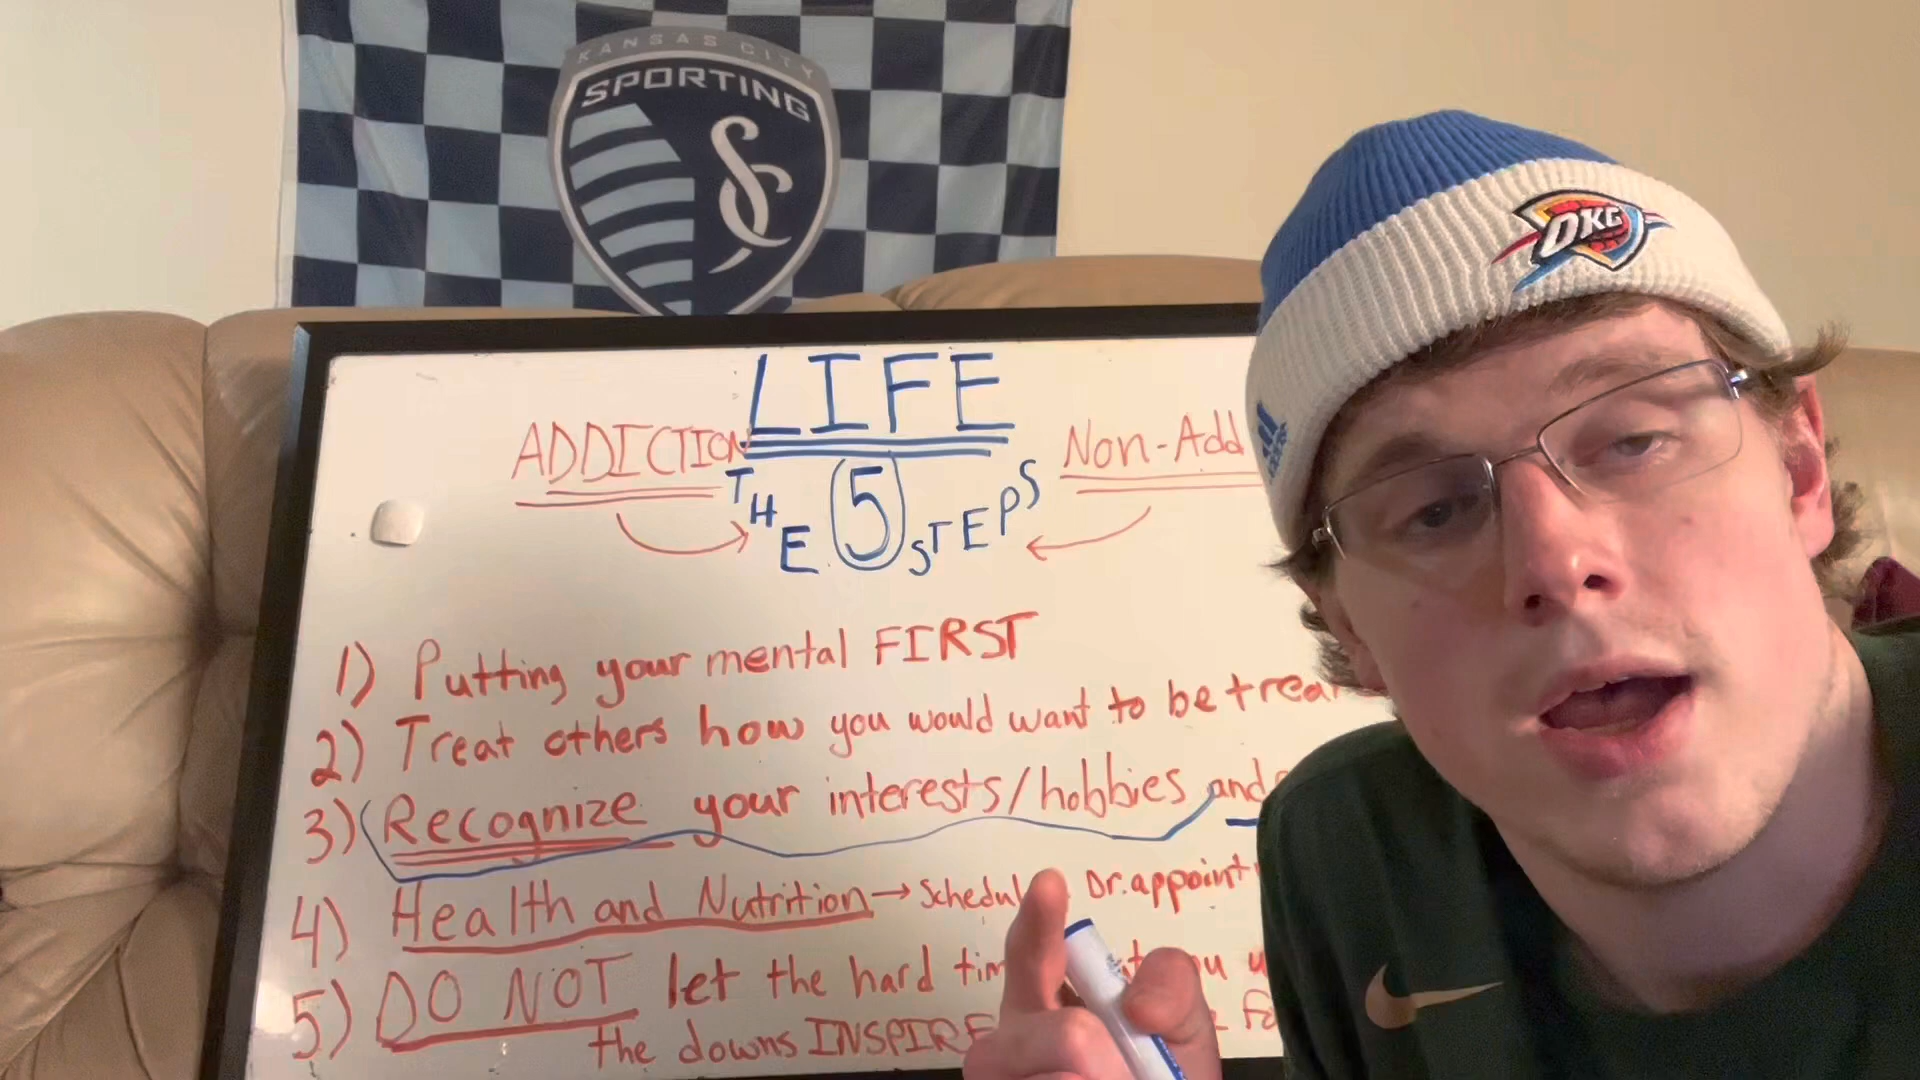 KANSAS CITY
SPORTING
SC
OKC
LIFE
ADDICTION
Non-Add
THE 5 STEPS
1) Putting your mental FIRST
2) Treat others how you would want to be
3) Recognize your interests/hobbies and
4) Health and Nutrition → Schedul Dr. appoint
5) DO NOT let the hard tim
the downs INSPIRE